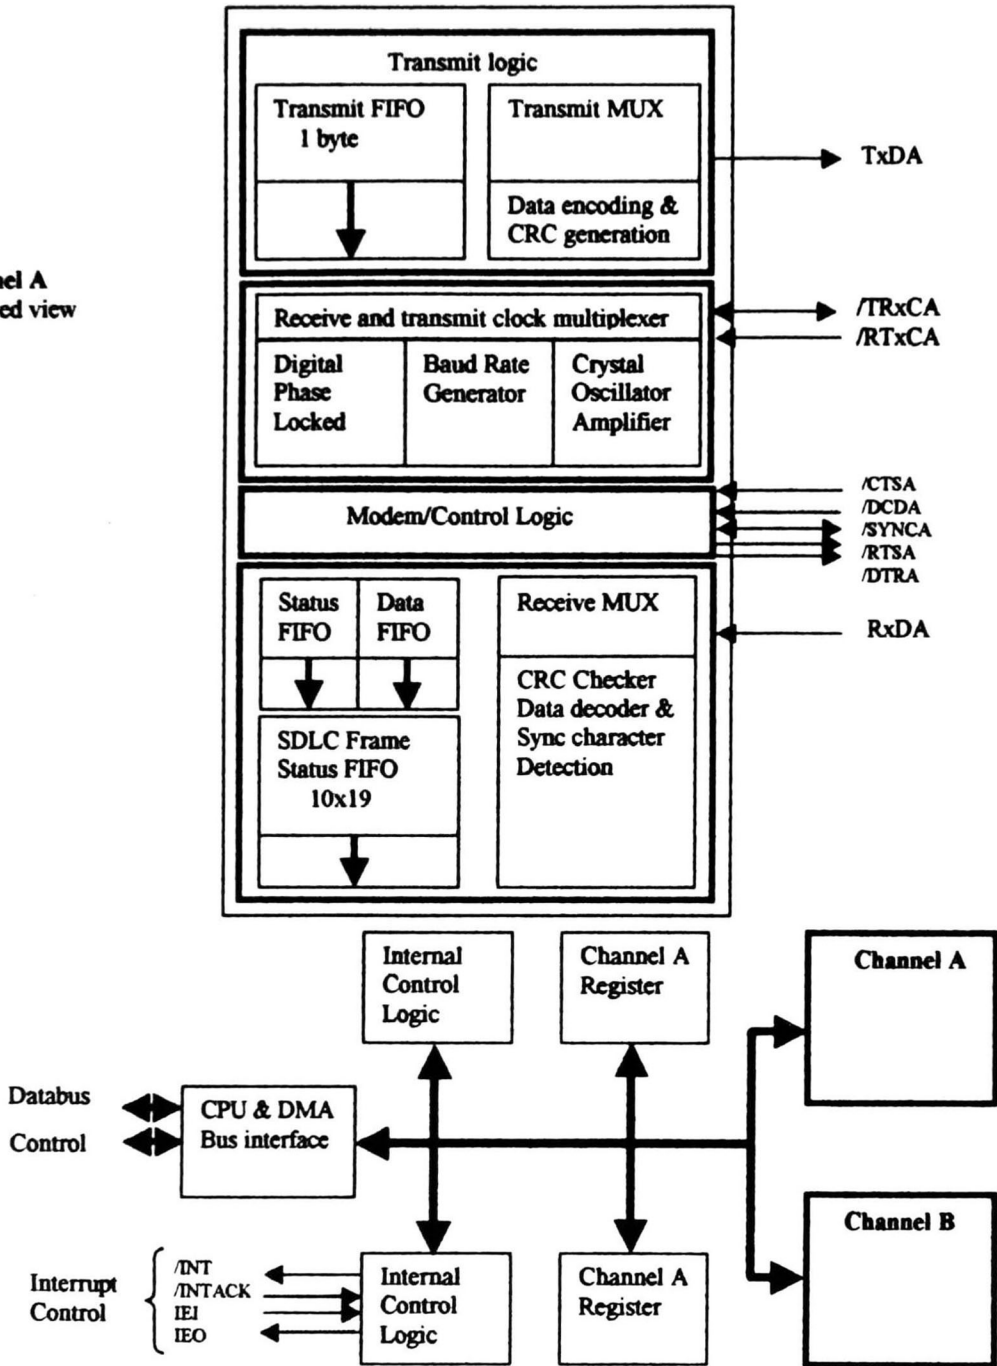 Transmit logic
Transmit FIFO
1 byte
Transmit MUX
Data encoding &
CRC generation
TxDA
nel A
ed view
Receive and transmit clock multiplexer
Digital
Phase
Locked
Baud Rate
Generator
Crystal
Oscillator
Amplifier
/TRxCA
/RTxCA
Modem/Control Logic
/CTSA
/DCDA
/SYNCA
/RTSA
/DTRA
Status
FIFO
Data
FIFO
Receive MUX
RxDA
CRC Checker
Data decoder &
Sync character
Detection
SDLC Frame
Status FIFO
10x19
Internal
Control
Logic
Channel A
Register
Channel A
Databus
Control
CPU & DMA
Bus interface
Channel B
Interrupt
Control
/INT
/INTACK
IEI
IEO
Internal
Control
Logic
Channel A
Register